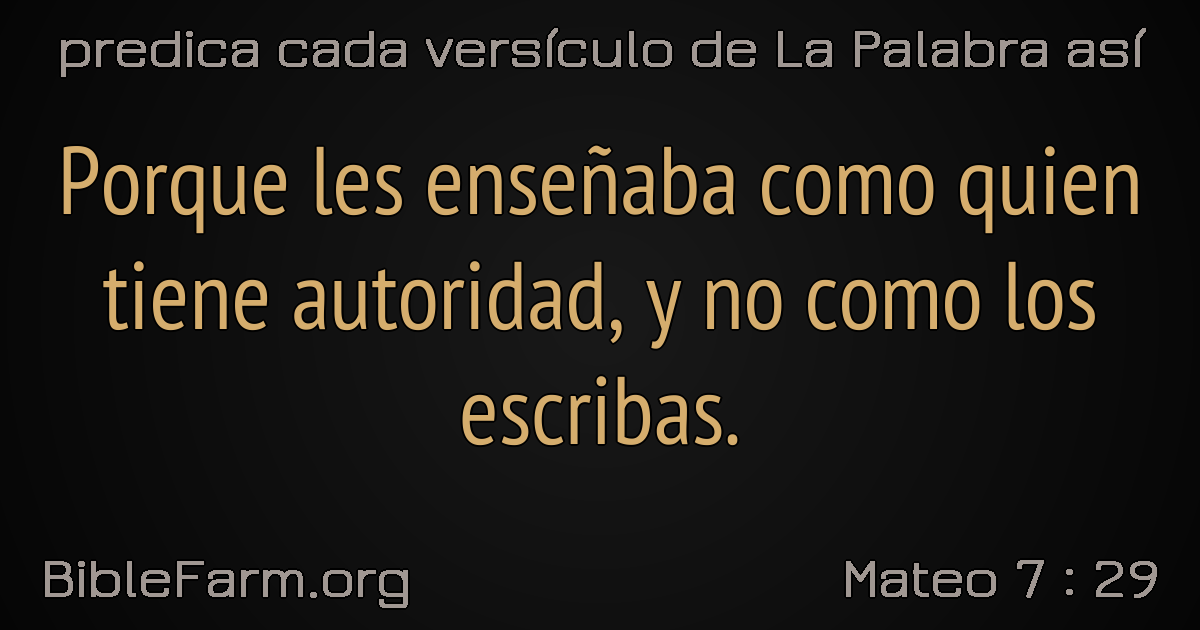 predica cada versículo de La Palabra así
Porque les enseñaba como quien
tiene autoridad, y no como los
escribas.
BibleFarm.org
Mateo 7 : 29